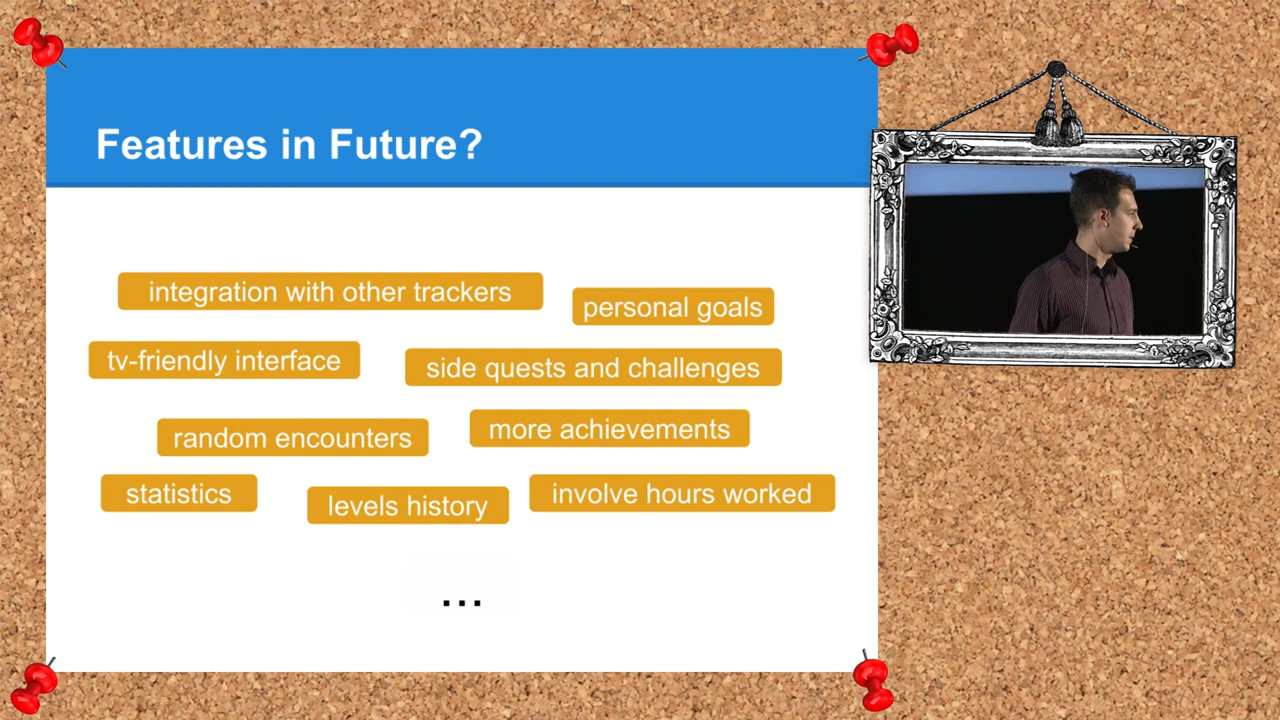 Features in Future?
integration with other trackers
personal goals
tv-friendly interface
side quests and challenges
random encounters
more achievements
statistics
levels history
involve hours worked
...